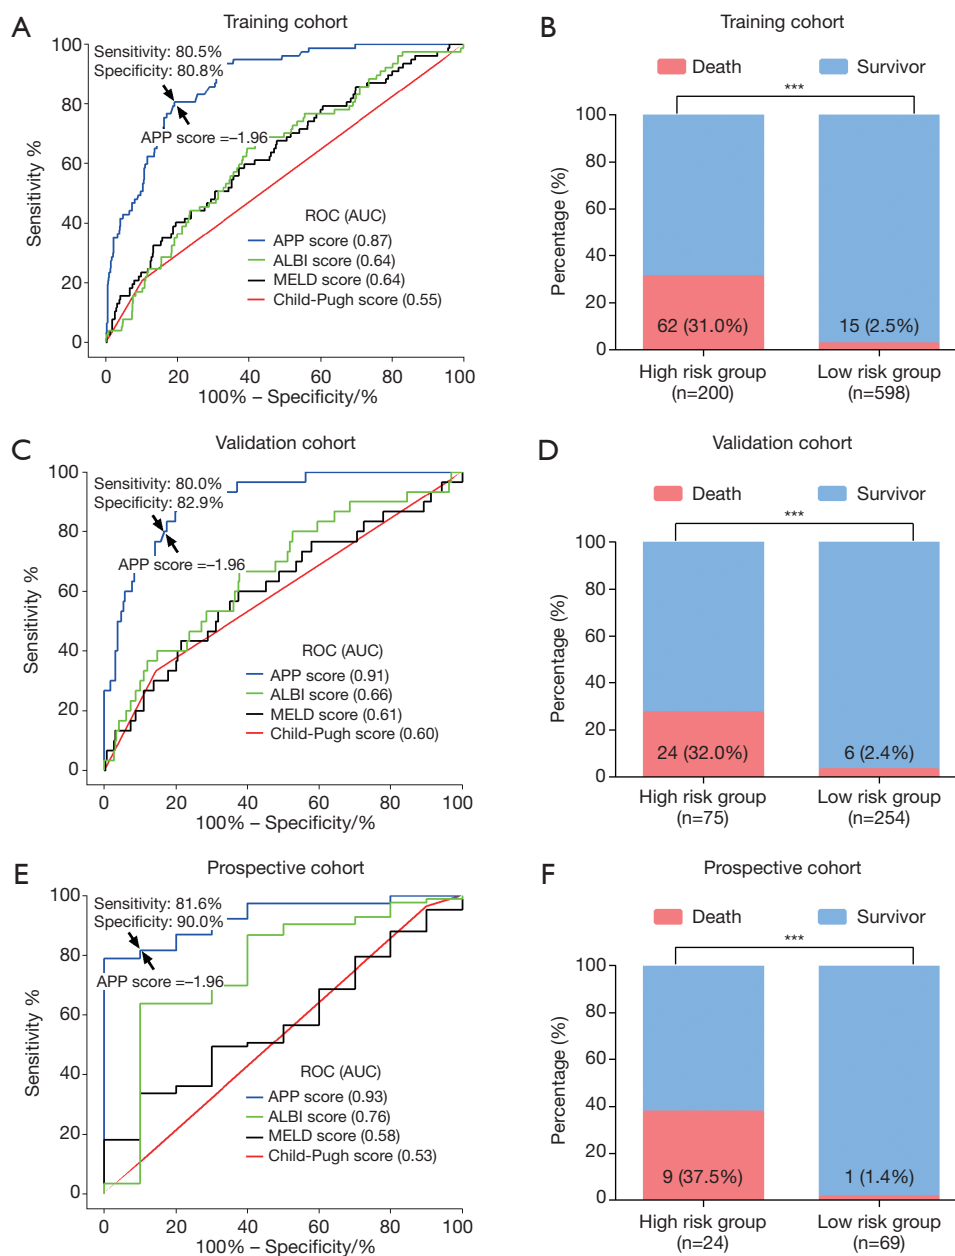 A
Training cohort
Sensitivity: 80.5%
Specificity: 80.8%
APP score =–1.96
Sensitivity %
100
80
60
40
20
0
ROC (AUC)
APP score (0.87)
ALBI score (0.64)
MELD score (0.64)
Child-Pugh score (0.55)
0 20 40 60 80 100
100% – Specificity/%
B
Training cohort
Death Survivor
***
Percentage (%)
100
80
60
40
20
0
62 (31.0%) 15 (2.5%)
High risk group Low risk group
(n=200) (n=598)
C
Validation cohort
Sensitivity: 80.0%
Specificity: 82.9%
APP score =–1.96
Sensitivity %
100
80
60
40
20
0
ROC (AUC)
APP score (0.91)
ALBI score (0.66)
MELD score (0.61)
Child-Pugh score (0.60)
0 20 40 60 80 100
100% – Specificity/%
D
Validation cohort
Death Survivor
***
Percentage (%)
100
80
60
40
20
0
24 (32.0%) 6 (2.4%)
High risk group Low risk group
(n=75) (n=254)
E
Prospective cohort
Sensitivity: 81.6%
Specificity: 90.0%
APP score =–1.96
Sensitivity %
100
80
60
40
20
0
ROC (AUC)
APP score (0.93)
ALBI score (0.76)
MELD score (0.58)
Child-Pugh score (0.53)
0 20 40 60 80 100
100% – Specificity/%
F
Prospective cohort
Death Survivor
***
Percentage (%)
100
80
60
40
20
0
9 (37.5%) 1 (1.4%)
High risk group Low risk group
(n=24) (n=69)